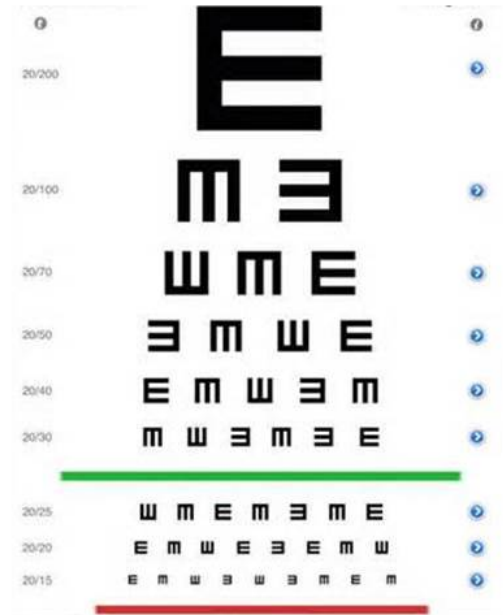 20/200 E
20/100 m Ǝ
20/70 ш m E
20/50 Ǝ m ш E
20/40 E m ш Ǝ m
20/30 m ш Ǝ m Ǝ E
20/25 ш m E m Ǝ m E
20/20 E m ш E Ǝ E m ш
20/15 E m ш Ǝ ш Ǝ m E m